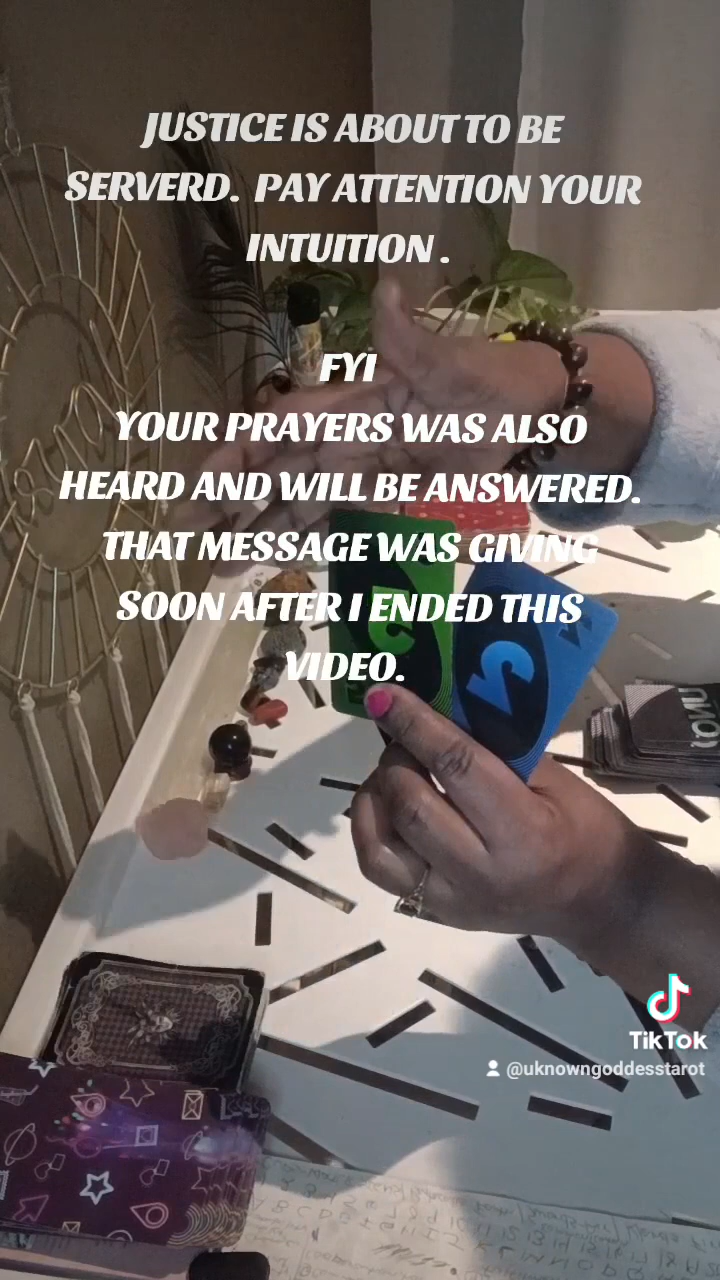 JUSTICE IS ABOUT TO BE
SERVERD. PAY ATTENTION YOUR
INTUITION .
FYI
YOUR PRAYERS WAS ALSO
HEARD AND WILL BE ANSWERED.
THAT MESSAGE WAS GIVING
SOON AFTER I ENDED THIS
VIDEO.
UNO
TikTok
@uknowngoddesstarot